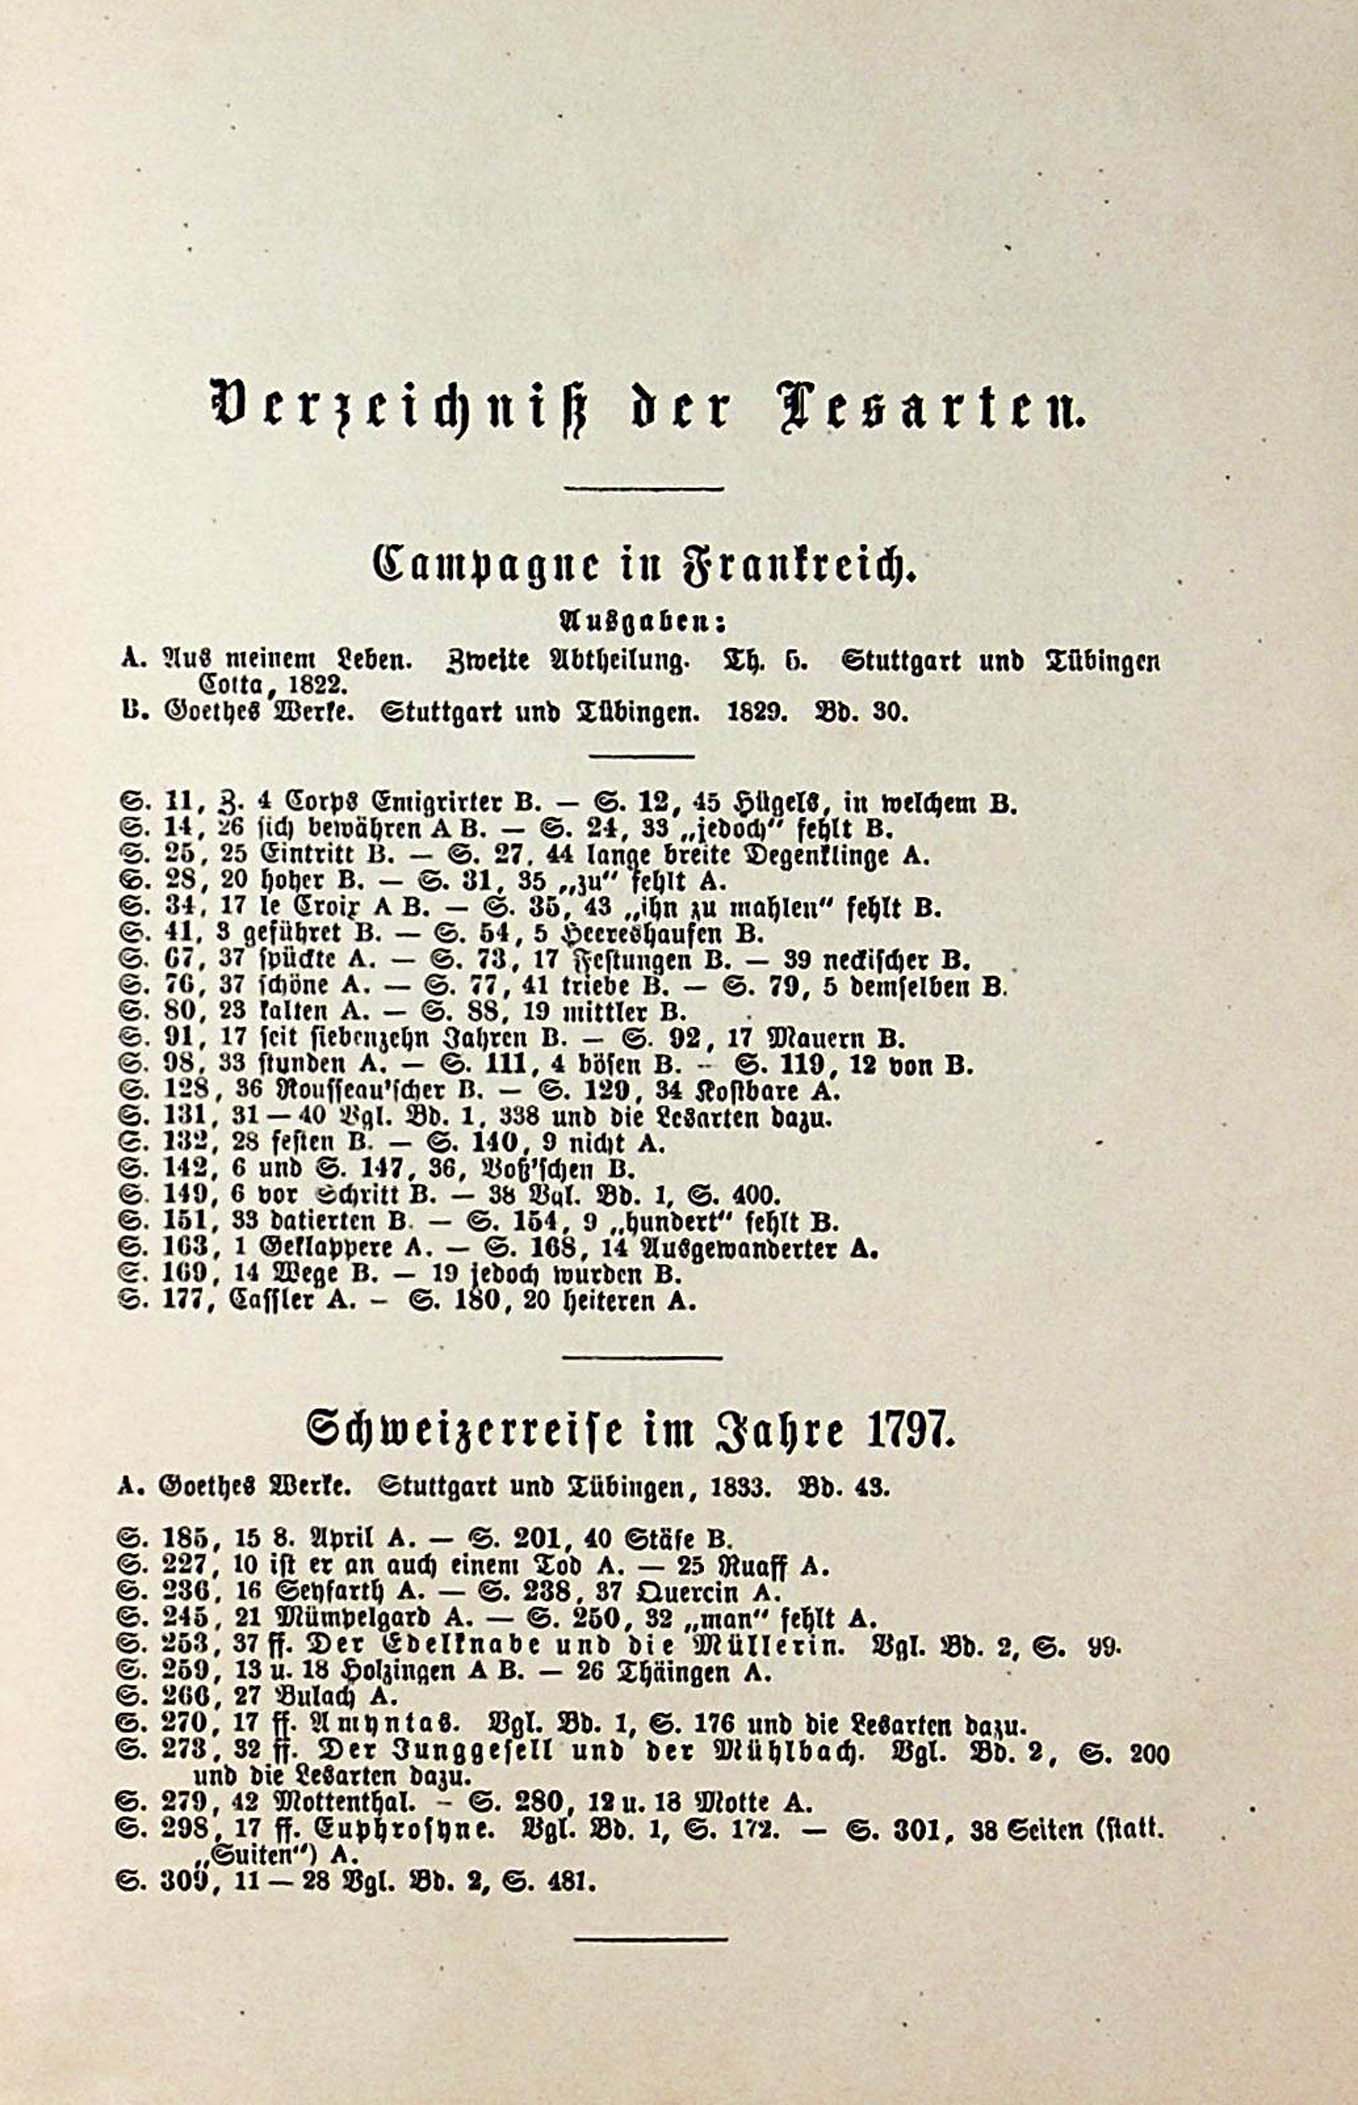 Verzeichniß der Lesarten.
Campagne in Frankreich.
Ausgaben:
A. Aus meinem Leben. Zweite Abtheilung. Th. 5. Stuttgart und Tübingen
Cotta, 1822.
B. Goethes Werke. Stuttgart und Tübingen. 1829. Bd. 30.
S. 11, Z. 4 Corps Emigrirter B. — S. 12, 45 Hügels, in welchem B.
S. 14, 26 sich bewähren A B. — S. 24, 33 „jedoch“ fehlt B.
S. 25, 25 Eintritt B. — S. 27, 44 lange breite Degenklinge A.
S. 28, 20 hoher B. — S. 31, 35 „zu“ fehlt A.
S. 34, 17 le Croix A B. — S. 35, 43 „ihn zu mahlen“ fehlt B.
S. 41, 3 geführet B. — S. 54, 5 Heereshaufen B.
S. 67, 37 spückte A. — S. 73, 17 Festungen B. — 39 neckischer B.
S. 76, 37 schöne A. — S. 77, 41 triebe B. — S. 79, 5 demselben B.
S. 80, 23 kalten A. — S. 88, 19 mittler B.
S. 91, 17 seit siebenzehn Jahren B. — S. 92, 17 Mauern B.
S. 98, 33 stunden A. — S. 111, 4 bösen B. — S. 119, 12 von B.
S. 128, 36 Rousseau'scher B. — S. 129, 34 Kostbare A.
S. 131, 31 — 40 Vgl. Bd. 1, 338 und die Lesarten dazu.
S. 132, 28 festen B. — S. 140, 9 nicht A.
S. 142, 6 und S. 147, 36, Voß'schen B.
S. 149, 6 vor Schritt B. — 38 Vgl. Bd. 1, S. 400.
S. 151, 33 datierten B. — S. 154, 9 „hundert“ fehlt B.
S. 163, 1 Geklappere A. — S. 168, 14 Ausgewanderter A.
S. 169, 14 Wege B. — 19 jedoch wurden B.
S. 177, Cassler A. — S. 180, 20 heiteren A.
Schweizerreise im Jahre 1797.
A. Goethes Werke. Stuttgart und Tübingen, 1833. Bd. 43.
S. 185, 15 8. April A. — S. 201, 40 Stäfe B.
S. 227, 10 ist er an auch einem Tod A. — 25 Ruaff A.
S. 236, 16 Seyfarth A. — S. 238, 37 Quercin A.
S. 245, 21 Mümpelgard A. — S. 250, 32 „man“ fehlt A.
S. 253, 37 ff. Der Edelknabe und die Müllerin. Vgl. Bd. 2, S. 99.
S. 259, 13 u. 18 Holzingen A B. — 26 Thäingen A.
S. 266, 27 Bulach A.
S. 270, 17 ff. Amyntas. Vgl. Bd. 1, S. 176 und die Lesarten dazu.
S. 273, 32 ff. Der Junggesell und der Mühlbach. Vgl. Bd. 2, S. 200
und die Lesarten dazu.
S. 279, 42 Mottenthal. — S. 280, 12 u. 13 Motte A.
S. 298, 17 ff. Euphrosyne. Vgl. Bd. 1, S. 172. — S. 301, 38 Seiten (statt.
„Suiten“) A.
S. 309, 11 — 28 Vgl. Bd. 2, S. 481.